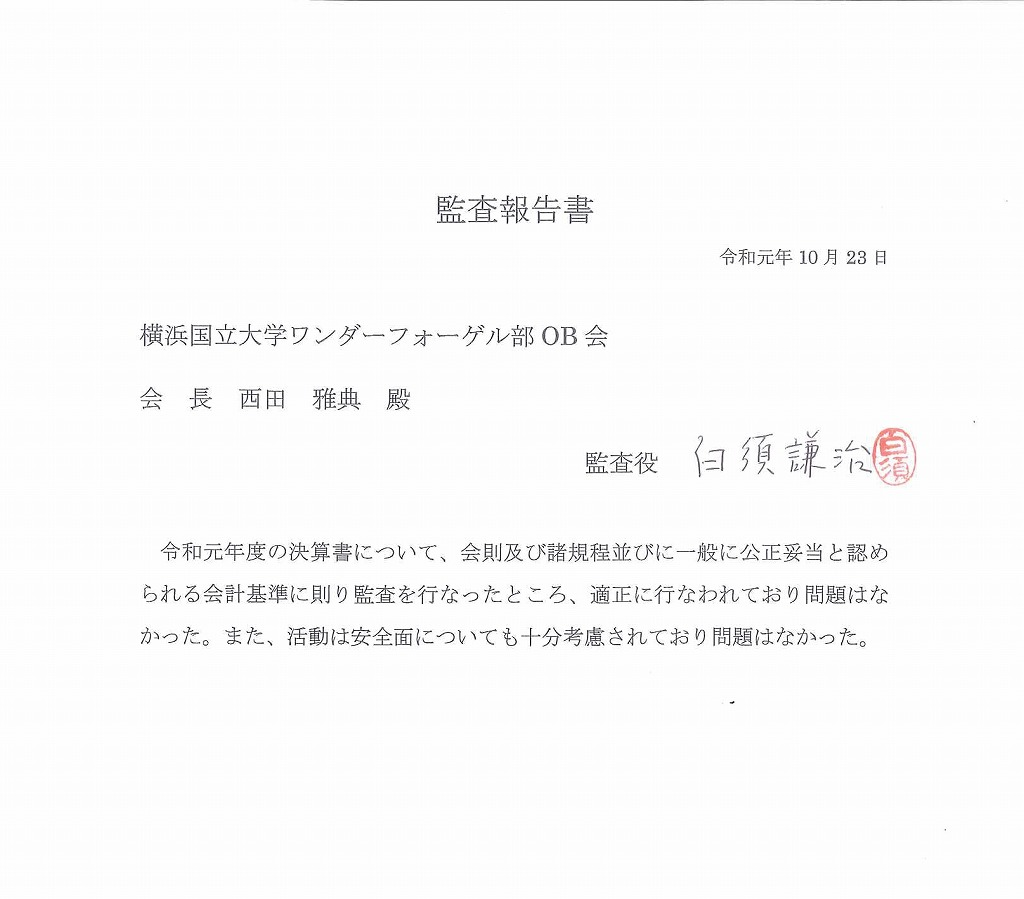 監査報告書
令和元年 10 月 23 日
横浜国立大学ワンダーフォーゲル部 OB 会
会 長 西田 雅典 殿
監査役 白須謙治 白須
令和元年度の決算書について、会則及び諸規程並びに一般に公正妥当と認め
られる会計基準に則り監査を行なったところ、適正に行なわれており問題はな
かった。また、活動は安全面についても十分考慮されており問題はなかった。